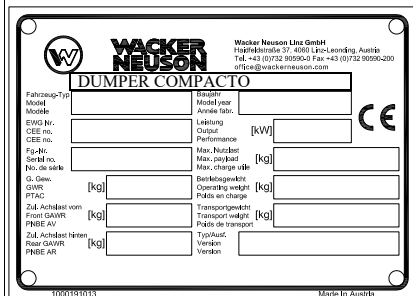 WACKER NEUSON
Wacker Neuson Linz GmbH
Haidfeldstraße 37, 4060 Linz-Leonding, Austria
Tel. +43 (0)732 90590-0 Fax +43 (0)732 90590-200
office@wackerneuson.com
DUMPER COMPACTO
Fahrzeug-Typ
Model
Modèle
Baujahr
Model year
Année fabr.
EWG Nr.
CEE no.
CEE no.
Leistung
Output [kW]
Performance
CE
Fg.-Nr.
Serial no.
No. de série
Max. Nutzlast
Max. payload [kg]
Max. charge utile
G. Gew.
GWR [kg]
PTAC
Betriebsgewicht
Operating weight [kg]
Poids en charge
Zul. Achslast vorn
Front GAWR [kg]
PNBE AV
Transportgewicht
Transport weight [kg]
Poids de transport
Zul. Achslast hinten
Rear GAWR [kg]
PNBE AR
Typ/Ausf.
Version
Version
1000191013
Made In Austria